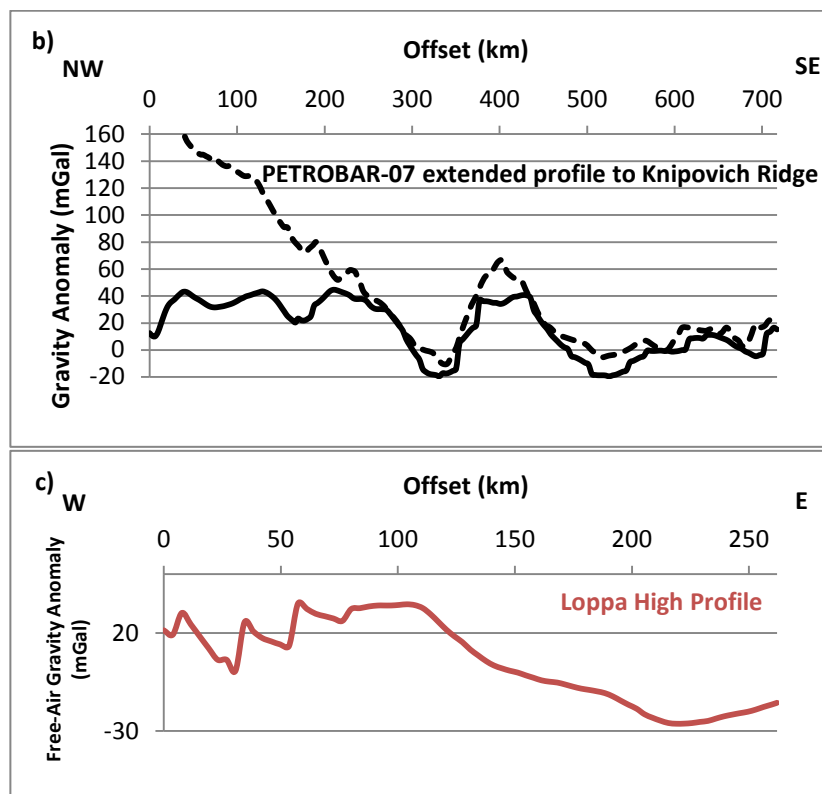 b)
Offset (km)
NW
SE
0 100 200 300 400 500 600 700
Gravity Anomaly (mGal)
160
140
120
100
80
60
40
20
0
-20
PETROBAR-07 extended profile to Knipovich Ridge
c)
Offset (km)
W
E
0 50 100 150 200 250
Free-Air Gravity Anomaly
(mGal)
20
-30
Loppa High Profile